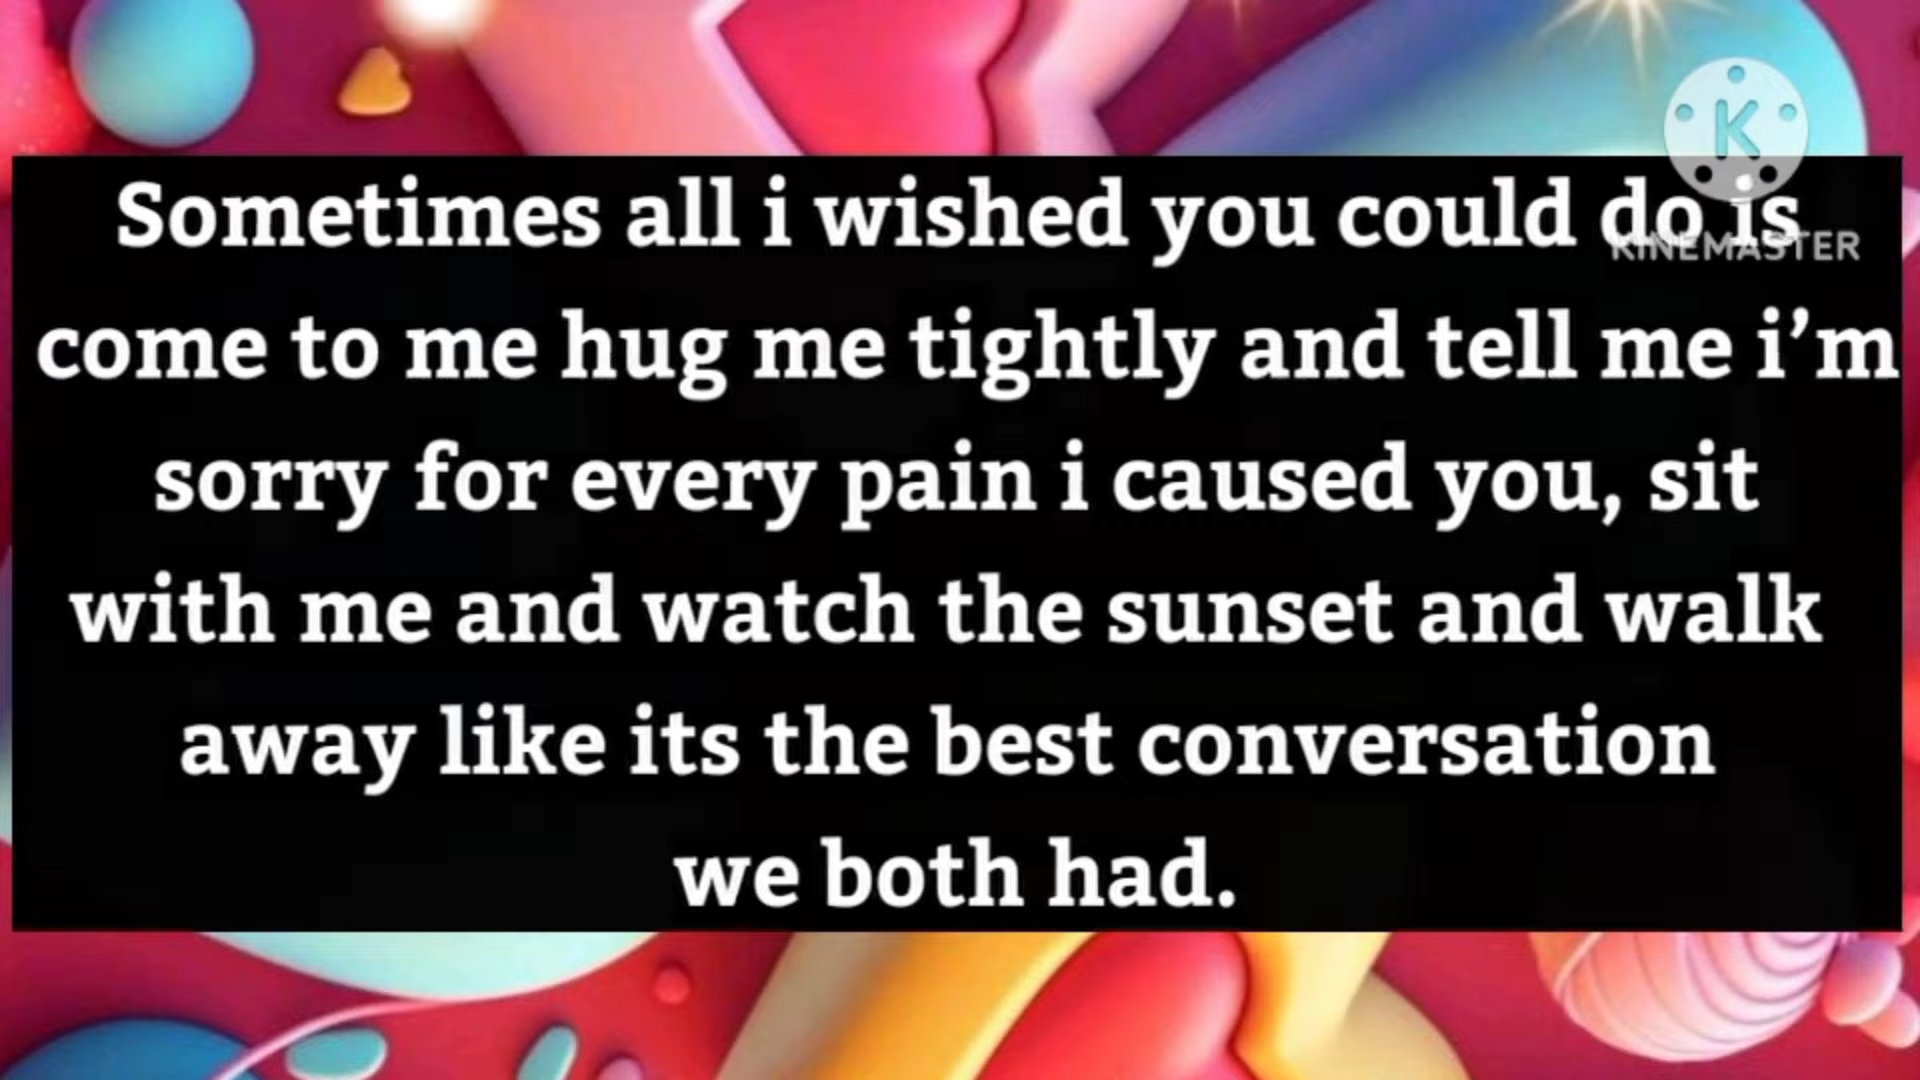 K
KINEMASTER
Sometimes all i wished you could do is
come to me hug me tightly and tell me i’m
sorry for every pain i caused you, sit
with me and watch the sunset and walk
away like its the best conversation
we both had.